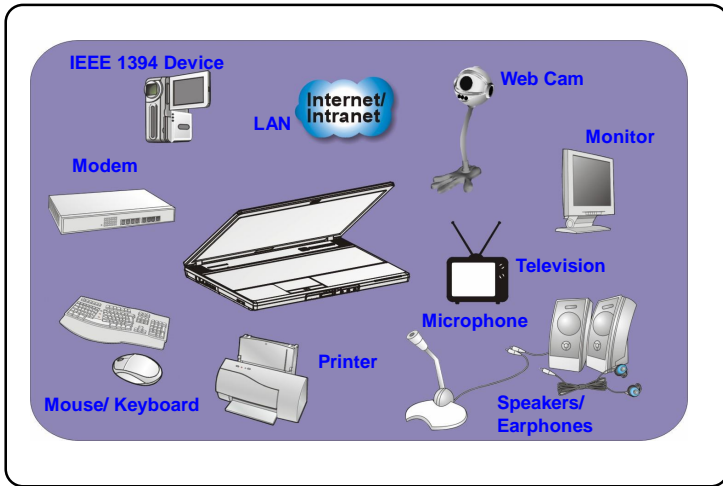 IEEE 1394 Device
Internet/
Intranet
LAN
Web Cam
Modem
Monitor
Television
Microphone
Printer
Mouse/ Keyboard
Speakers/
Earphones